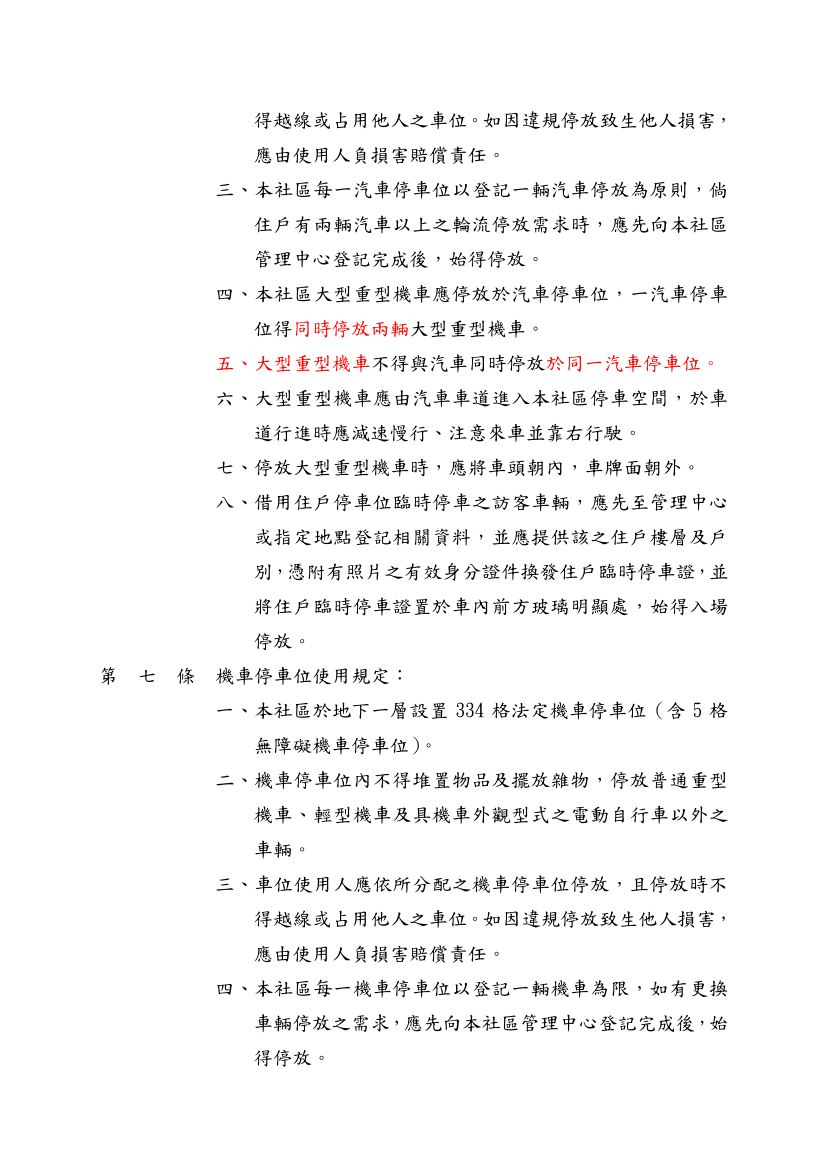 得越線或占用他人之車位。如因違規停放致生他人損害，
應由使用人負損害賠償責任。
三、本社區每一汽車停車位以登記一輛汽車停放為原則，倘
住戶有兩輛汽車以上之輪流停放需求時，應先向本社區
管理中心登記完成後，始得停放。
四、本社區大型重型機車應停放於汽車停車位，一汽車停車
位得同時停放兩輛大型重型機車。
五、大型重型機車不得與汽車同時停放於同一汽車停車位。
六、大型重型機車應由汽車車道進入本社區停車空間，於車
道行進時應減速慢行、注意來車並靠右行駛。
七、停放大型重型機車時，應將車頭朝內，車牌面朝外。
八、借用住戶停車位臨時停車之訪客車輛，應先至管理中心
或指定地點登記相關資料，並應提供該之住戶樓層及戶
別，憑附有照片之有效身分證件換發住戶臨時停車證，並
將住戶臨時停車證置於車內前方玻璃明顯處，始得入場
停放。
第 七 條 機車停車位使用規定：
一、本社區於地下一層設置 334 格法定機車停車位（含 5 格
無障礙機車停車位）。
二、機車停車位內不得堆置物品及擺放雜物，停放普通重型
機車、輕型機車及具機車外觀型式之電動自行車以外之
車輛。
三、車位使用人應依所分配之機車停車位停放，且停放時不
得越線或占用他人之車位。如因違規停放致生他人損害，
應由使用人負損害賠償責任。
四、本社區每一機車停車位以登記一輛機車為限，如有更換
車輛停放之需求，應先向本社區管理中心登記完成後，始
得停放。